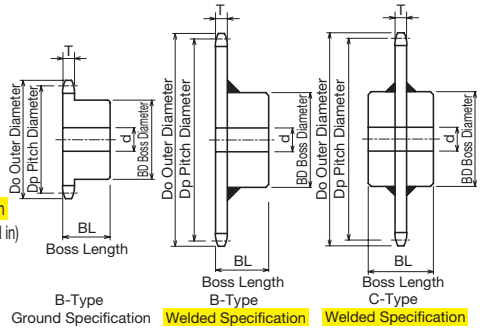 T
Do Outer Diameter
Dp Pitch Diameter
d
BD Boss Diameter
BL
Boss Length
B-Type
Ground Specification
T
Do Outer Diameter
Dp Pitch Diameter
d
BD Boss Diameter
BL
Boss Length
B-Type
Welded Specification
T
Do Outer Diameter
Dp Pitch Diameter
d
BD Boss Diameter
BL
Boss Length
C-Type
Welded Specification
in)